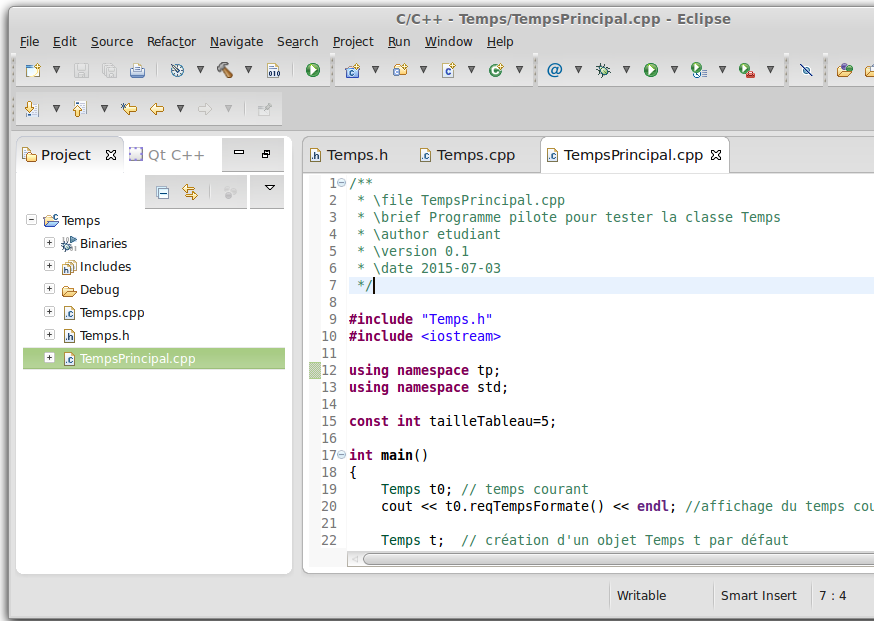 C/C++ - Temps/TempsPrincipal.cpp - Eclipse
File Edit Source Refactor Navigate Search Project Run Window Help
Project Qt C++
Temps
Binaries
Includes
Debug
Temps.cpp
Temps.h
TempsPrincipal.cpp
Temps.h Temps.cpp TempsPrincipal.cpp
1 /**
2 * \file TempsPrincipal.cpp
3 * \brief Programme pilote pour tester la classe Temps
4 * \author etudiant
5 * \version 0.1
6 * \date 2015-07-03
7 */
8
9 #include "Temps.h"
10 #include <iostream>
11
12 using namespace tp;
13 using namespace std;
14
15 const int tailleTableau=5;
16
17 int main()
18 {
19 Temps t0; // temps courant
20 cout << t0.reqTempsFormate() << endl; //affichage du temps cou
21
22 Temps t; // création d'un objet Temps t par défaut
Writable Smart Insert 7 : 4